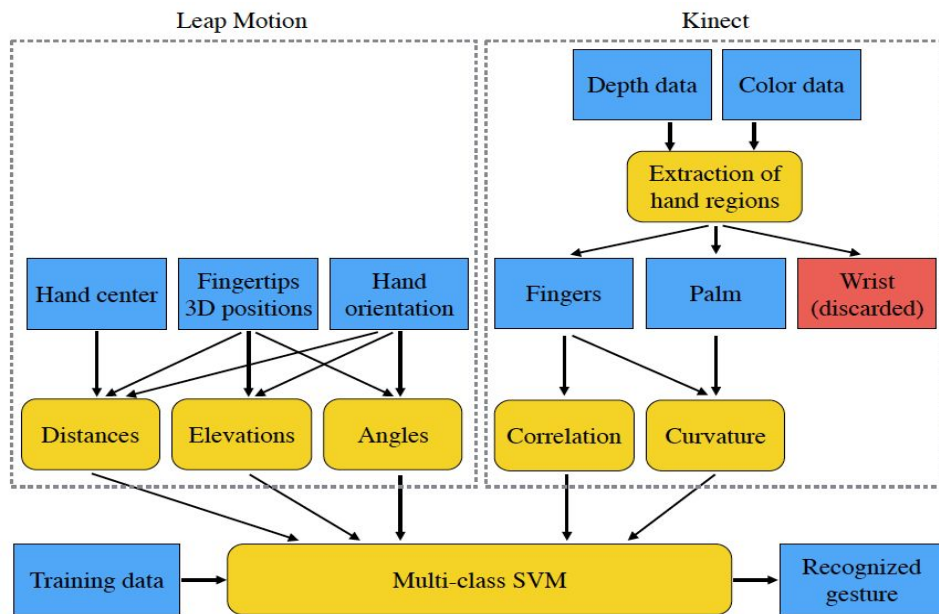 Leap Motion
Kinect
Depth data
Color data
Extraction of
hand regions
Hand center
Fingertips
3D positions
Hand
orientation
Fingers
Palm
Wrist
(discarded)
Distances
Elevations
Angles
Correlation
Curvature
Training data
Multi-class SVM
Recognized
gesture